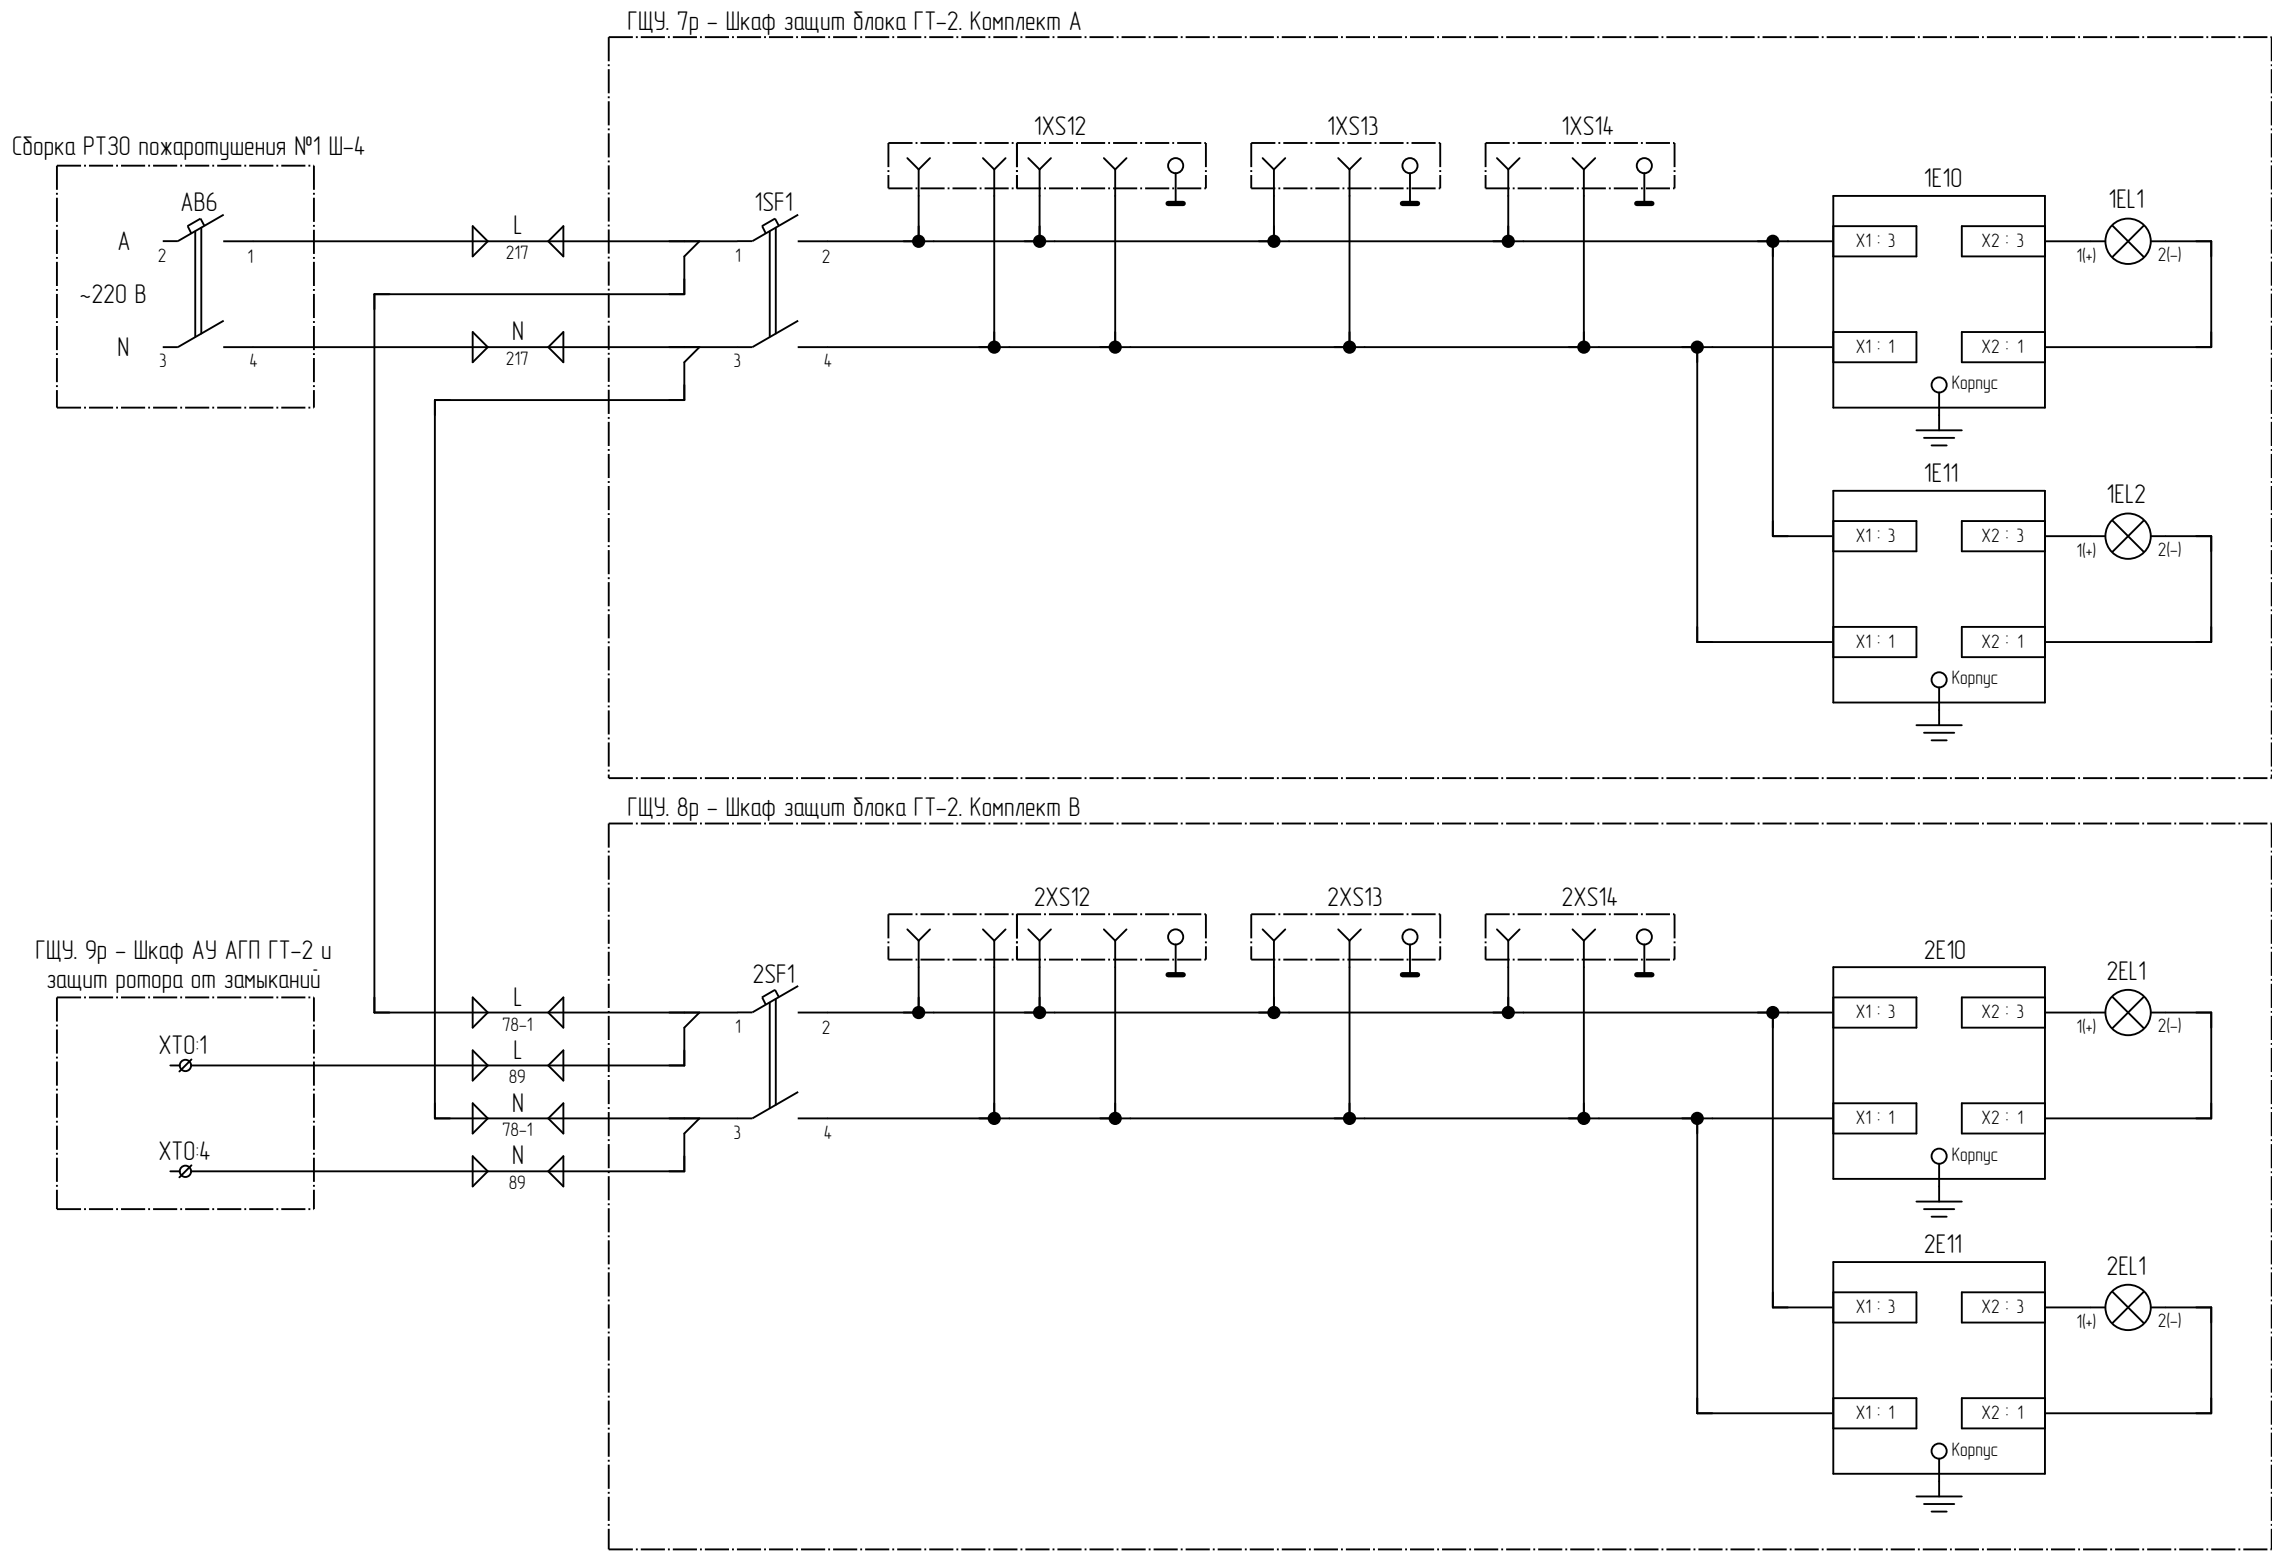 ГЩУ. 7р – Шкаф защит блока ГТ-2. Комплект А
1XS12
1XS13
1XS14
Сборка РТЗО пожаротушения №1 Ш-4
АВ6
1SF1
1E10
1EL1
А
2
1
L
217
1
2
X1 : 3
X2 : 3
1(+)
2(-)
~220 В
N
3
4
N
217
3
4
X1 : 1
X2 : 1
Корпус
1E11
1EL2
X1 : 3
X2 : 3
1(+)
2(-)
X1 : 1
X2 : 1
Корпус
ГЩУ. 8р – Шкаф защит блока ГТ-2. Комплект В
2XS12
2XS13
2XS14
ГЩУ. 9р – Шкаф АУ АГП ГТ-2 и
защит ротора от замыканий
2SF1
2E10
2EL1
L
78-1
1
2
X1 : 3
X2 : 3
1(+)
2(-)
XT0:1
L
89
N
78-1
3
4
X1 : 1
X2 : 1
XT0:4
N
89
Корпус
2E11
2EL1
X1 : 3
X2 : 3
1(+)
2(-)
X1 : 1
X2 : 1
Корпус